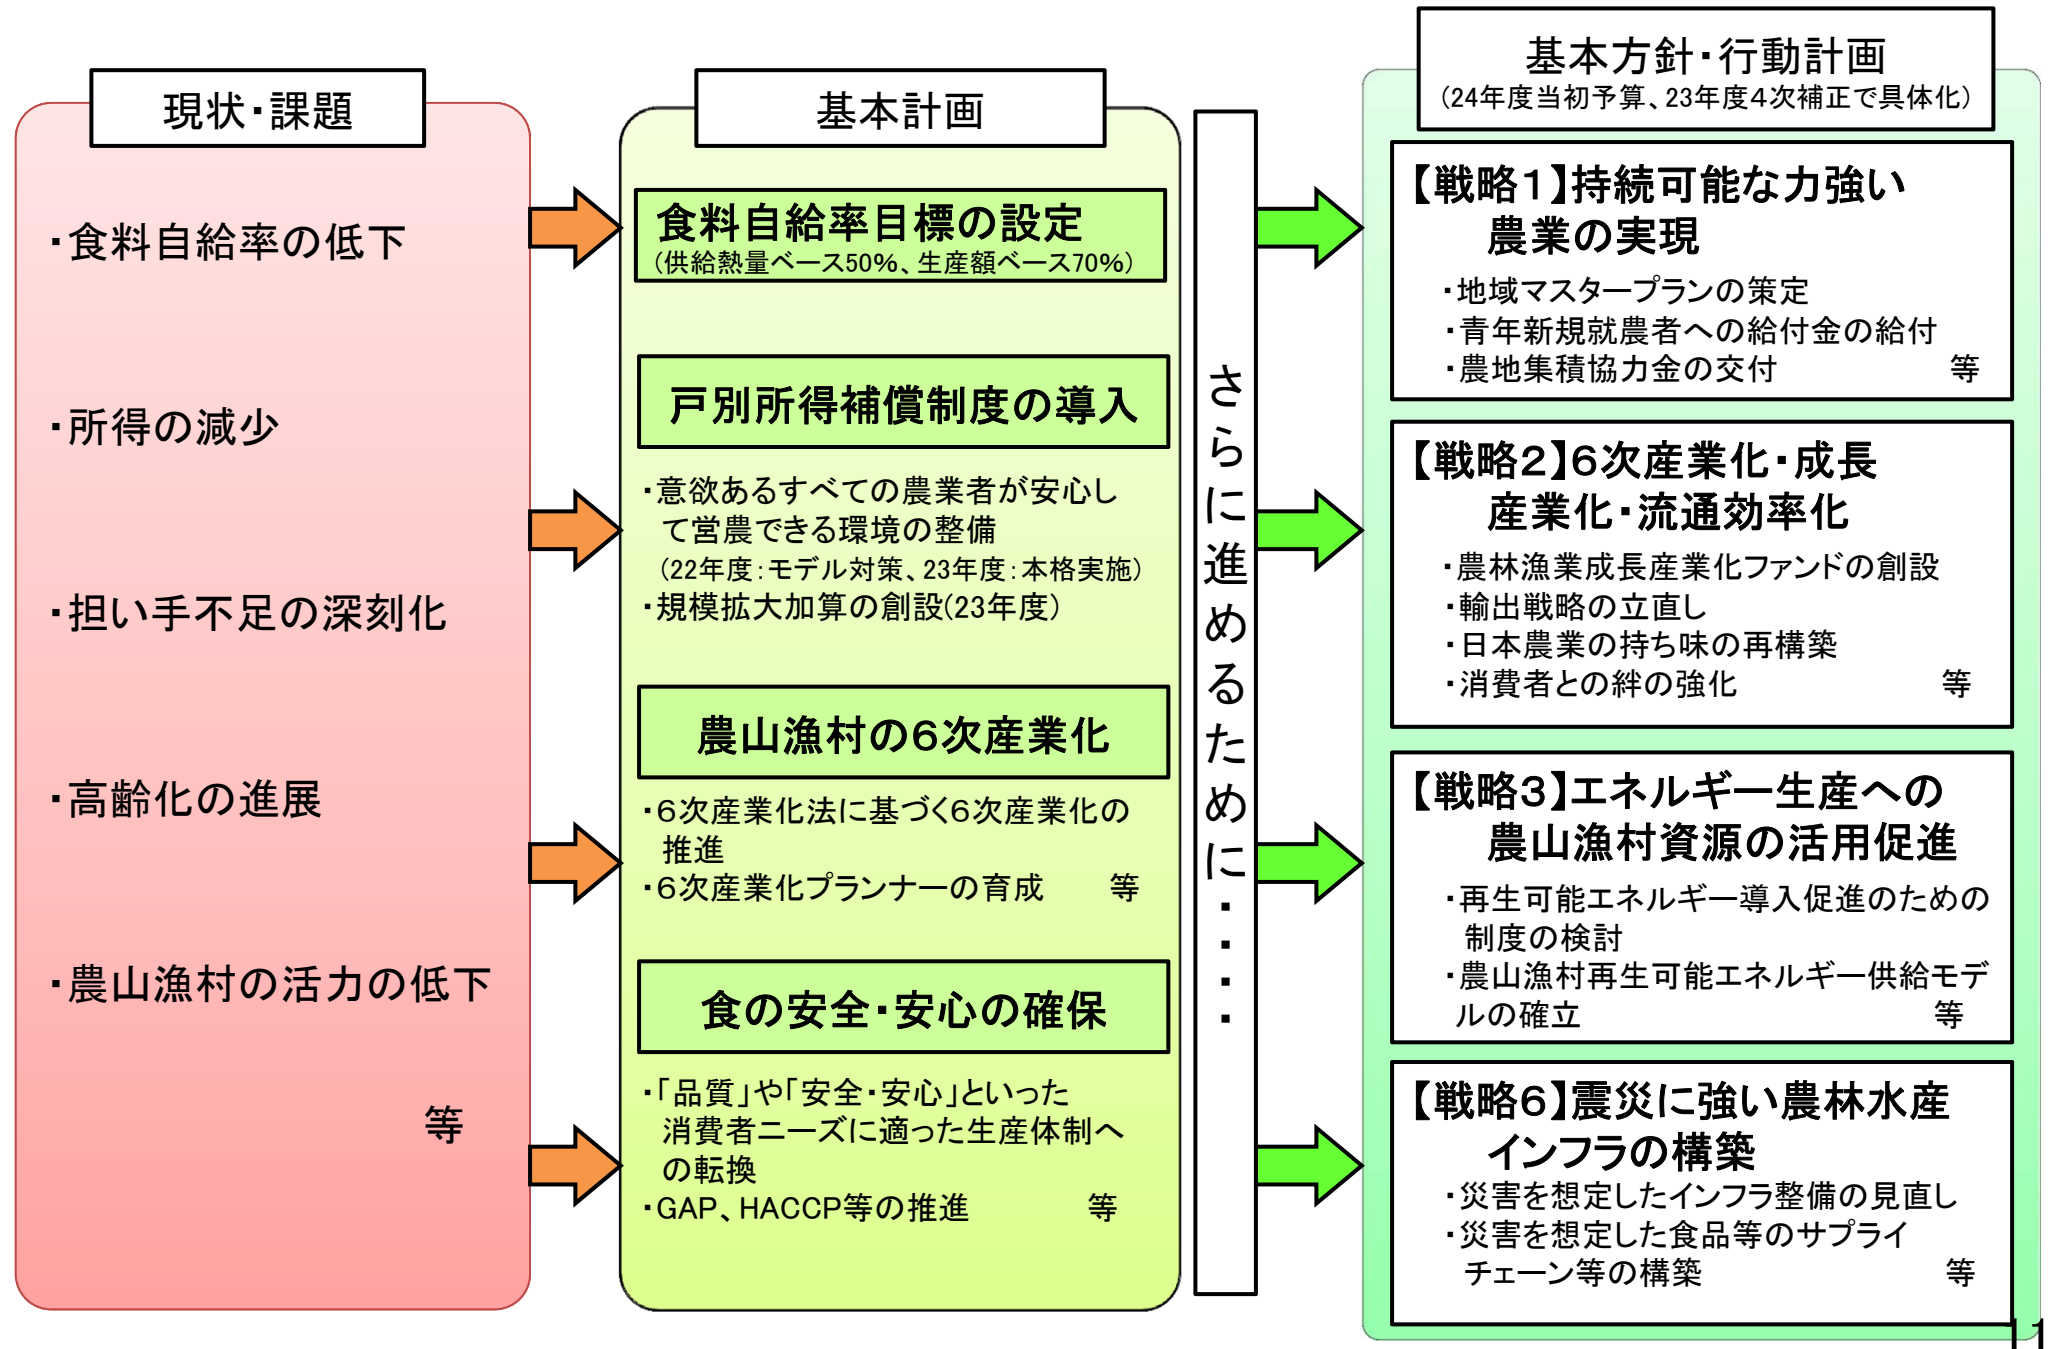 現状・課題
・食料自給率の低下
・所得の減少
・担い手不足の深刻化
・高齢化の進展
・農山漁村の活力の低下
等
基本計画
食料自給率目標の設定
(供給熱量ベース50%、生産額ベース70%)
戸別所得補償制度の導入
・意欲あるすべての農業者が安心し
て営農できる環境の整備
(22年度:モデル対策、23年度:本格実施)
・規模拡大加算の創設(23年度)
農山漁村の6次産業化
・6次産業化法に基づく6次産業化の
推進
・6次産業化プランナーの育成 等
食の安全・安心の確保
・「品質」や「安全・安心」といった
消費者ニーズに適った生産体制へ
の転換
・GAP、HACCP等の推進 等
さらに進めるために・・・・
基本方針・行動計画
(24年度当初予算、23年度4次補正で具体化)
【戦略1】持続可能な力強い
農業の実現
・地域マスタープランの策定
・青年新規就農者への給付金の給付
・農地集積協力金の交付 等
【戦略2】6次産業化・成長
産業化・流通効率化
・農林漁業成長産業化ファンドの創設
・輸出戦略の立直し
・日本農業の持ち味の再構築
・消費者との絆の強化 等
【戦略3】エネルギー生産への
農山漁村資源の活用促進
・再生可能エネルギー導入促進のための
制度の検討
・農山漁村再生可能エネルギー供給モデ
ルの確立 等
【戦略6】震災に強い農林水産
インフラの構築
・災害を想定したインフラ整備の見直し
・災害を想定した食品等のサプライ
チェーン等の構築 等
11